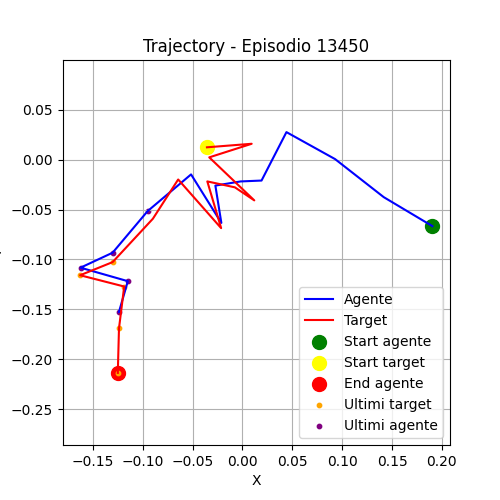 Trajectory - Episodio 13450
0.05
0.00
−0.05
−0.10
−0.15
−0.20
−0.25
Agente
Target
Start agente
Start target
End agente
Ultimi target
Ultimi agente
−0.15 −0.10 −0.05 0.00 0.05 0.10 0.15 0.20
X